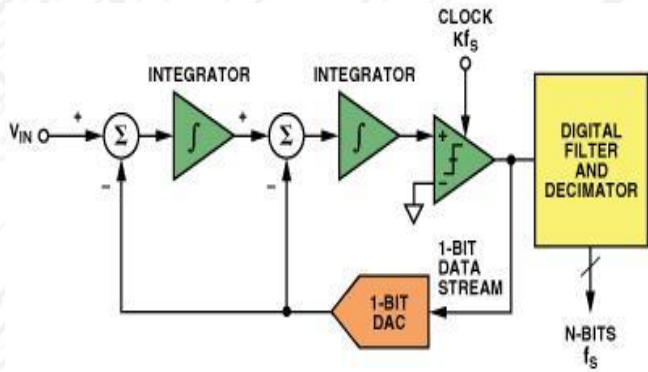 CLOCK
Kfs
INTEGRATOR
INTEGRATOR
VIN
+
Σ
∫
+
Σ
∫
+
−
−
−
DIGITAL
FILTER
AND
DECIMATOR
1-BIT
DATA
STREAM
1-BIT
DAC
N-BITS
fs